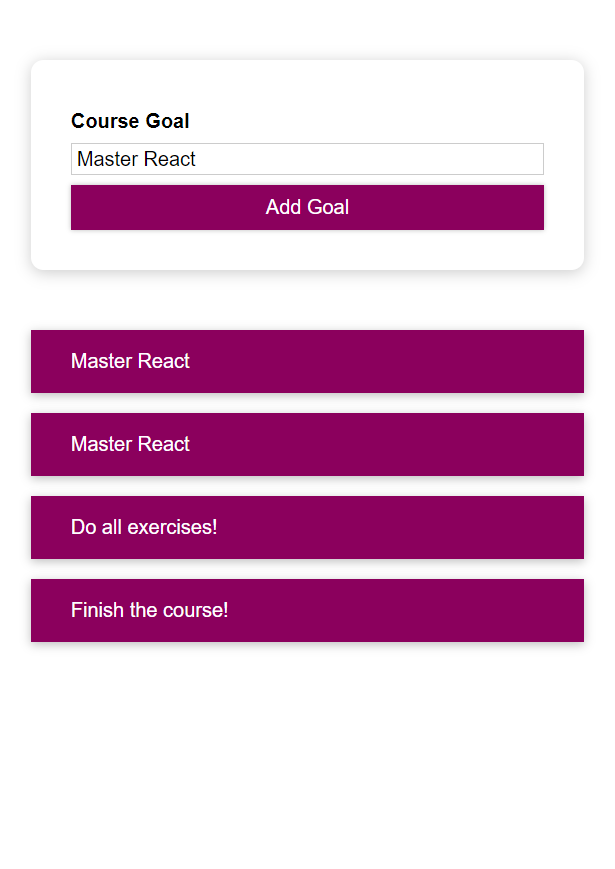 Course Goal
Master React
Add Goal
Master React
Master React
Do all exercises!
Finish the course!